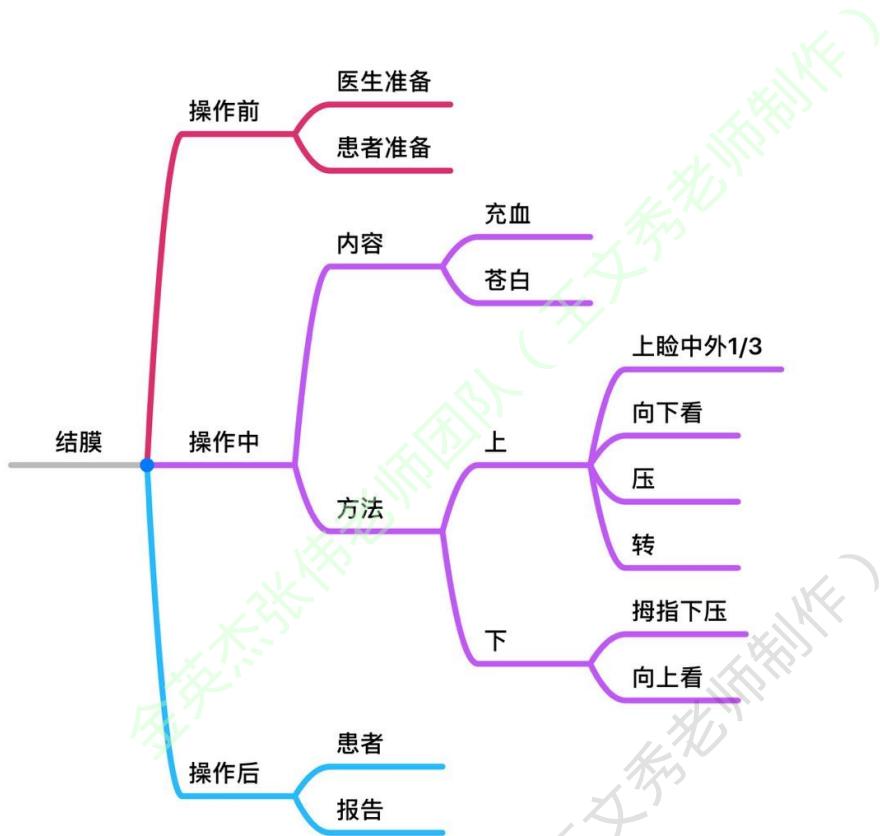 结膜
操作前
医生准备
患者准备
操作中
内容
充血
苍白
方法
上
上睑中外1/3
向下看
压
转
下
拇指下压
向上看
操作后
患者
报告
金英杰张伟老师团队（王文秀老师制作）
王文秀老师制作）